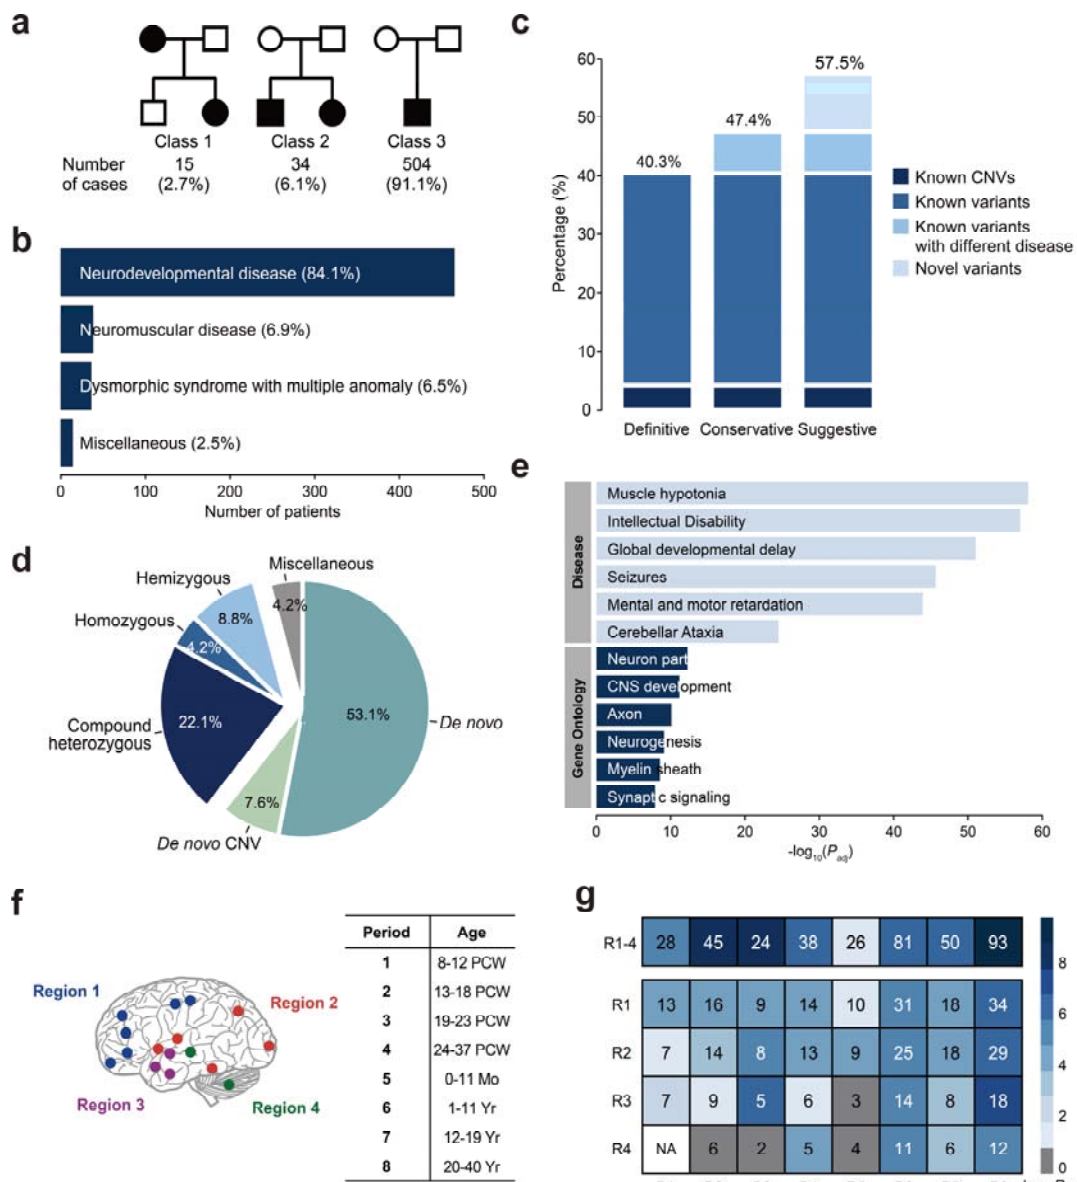 a
Class 1
Class 2
Class 3
Number of cases
15
34
504
(2.7%)
(6.1%)
(91.1%)
b
Neurodevelopmental disease (84.1%)
Neuromuscular disease (6.9%)
Dysmorphic syndrome with multiple anomaly (6.5%)
Miscellaneous (2.5%)
0 100 200 300 400 500
Number of patients
c
60
50
40
30
20
10
0
Percentage (%)
40.3%
47.4%
57.5%
Definitive Conservative Suggestive
Known CNVs
Known variants
Known variants
with different disease
Novel variants
d
Miscellaneous
4.2%
Hemizygous
8.8%
Homozygous
4.2%
Compound
heterozygous
22.1%
53.1%
De novo
7.6%
De novo CNV
e
Disease
Muscle hypotonia
Intellectual Disability
Global developmental delay
Seizures
Mental and motor retardation
Cerebellar Ataxia
Gene Ontology
Neuron part
CNS development
Axon
Neurogenesis
Myelin sheath
Synaptic signaling
0 10 20 30 40 50 60
-log10(Padj)
f
Region 1
Region 2
Region 3
Region 4
Period Age
1 8-12 PCW
2 13-18 PCW
3 19-23 PCW
4 24-37 PCW
5 0-11 Mo
6 1-11 Yr
7 12-19 Yr
8 20-40 Yr
g
R1-4 28 45 24 38 26 81 50 93
R1 13 16 9 14 10 31 18 34
R2 7 14 8 13 9 25 18 29
R3 7 9 5 6 3 14 8 18
R4 NA 6 2 5 4 11 6 12
8
6
4
2
0